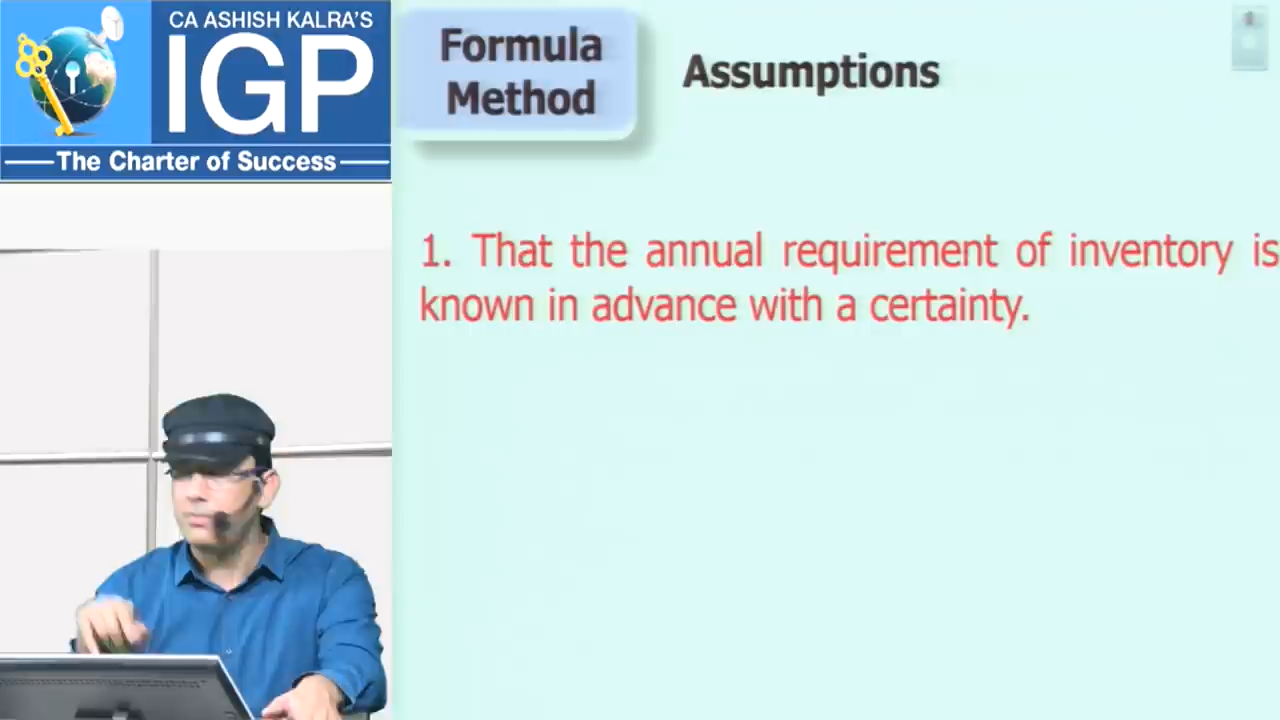 CA ASHISH KALRA'S
IGP
The Charter of Success
Formula
Method
Assumptions
1. That the annual requirement of inventory is
known in advance with a certainty.